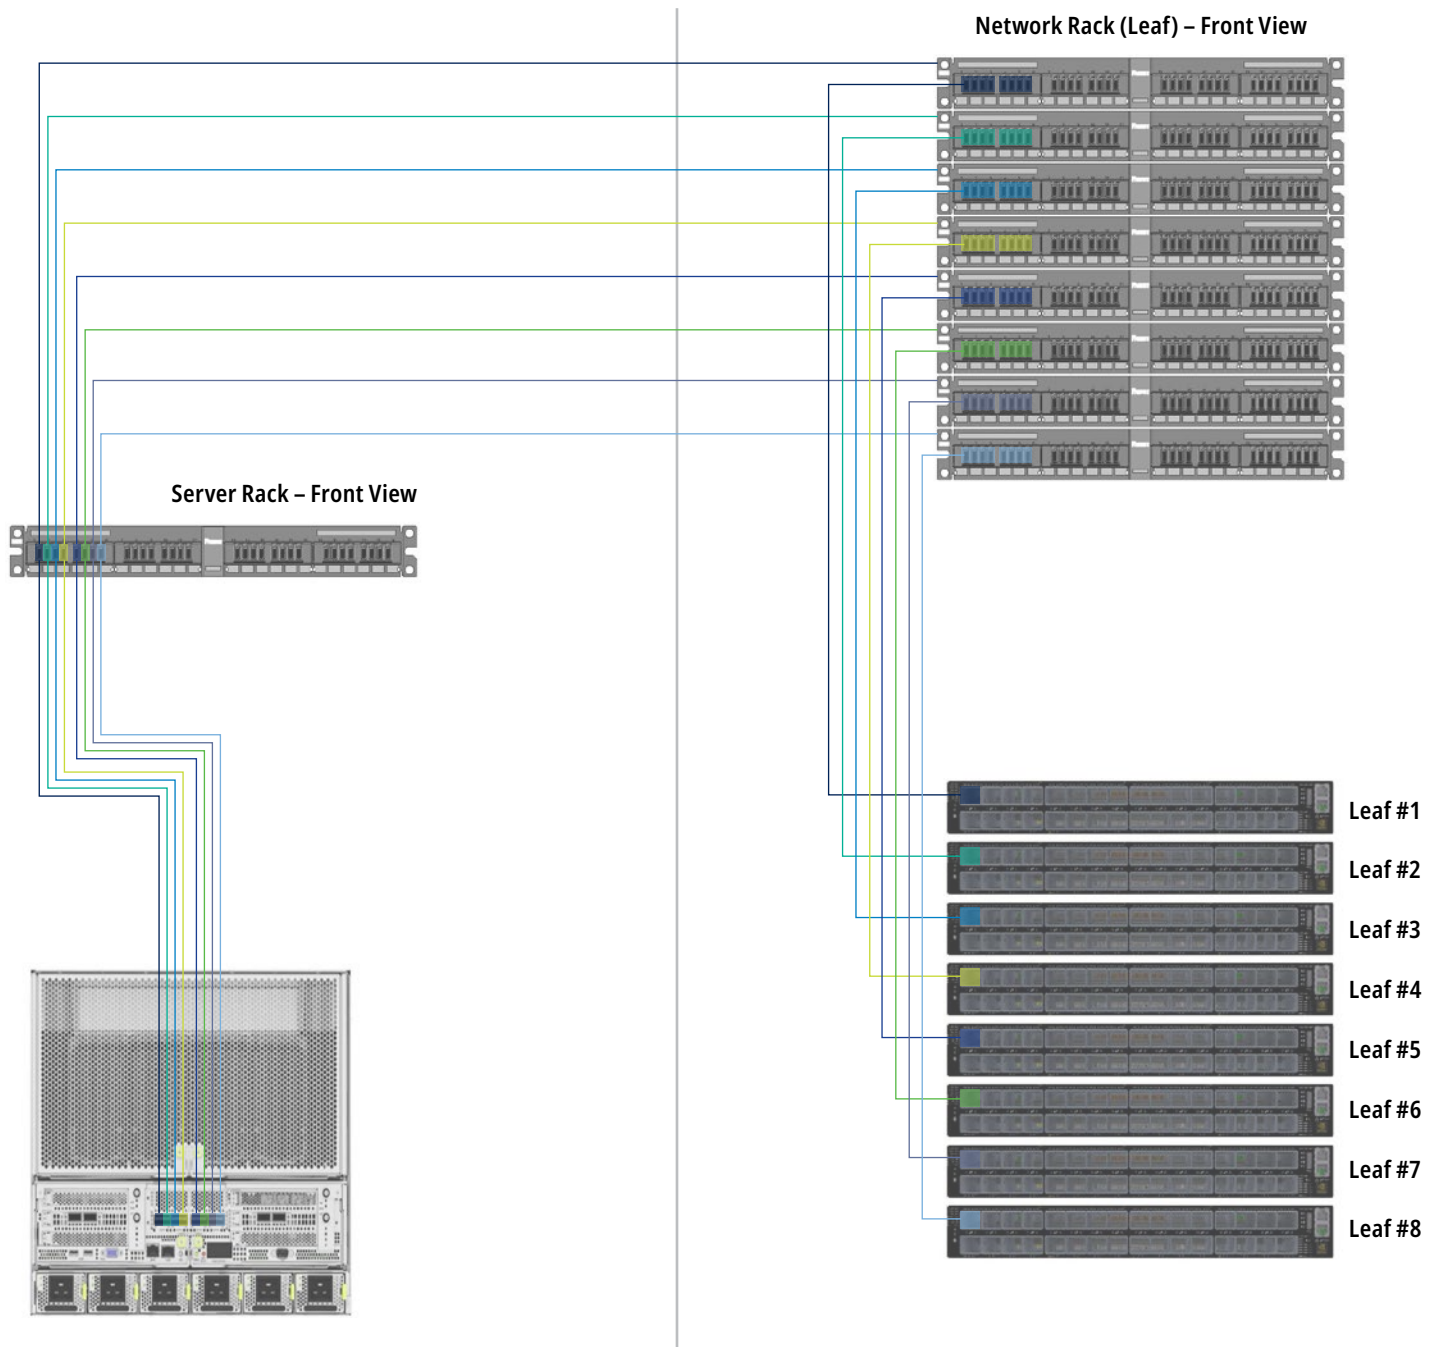 Network Rack (Leaf) – Front View
Server Rack – Front View
Leaf #1
Leaf #2
Leaf #3
Leaf #4
Leaf #5
Leaf #6
Leaf #7
Leaf #8